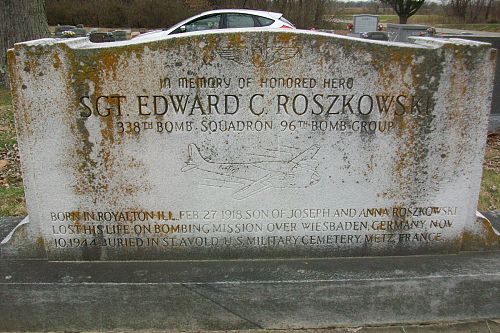 IN MEMORY OF HONORED HERO
SGT. EDWARD C. ROSZKOWSKI
338TH BOMB. SQUADRON 96TH BOMB. GROUP
BORN IN ROYALTON ILL. FEB. 27 1918. SON OF JOSEPH AND ANNA ROSZKOWSKI
LOST HIS LIFE ON BOMBING MISSION OVER WIESBADEN, GERMANY, NOV.
10, 1944. BURIED IN ST. AVOLD U.S. MILITARY CEMETERY, METZ, FRANCE.